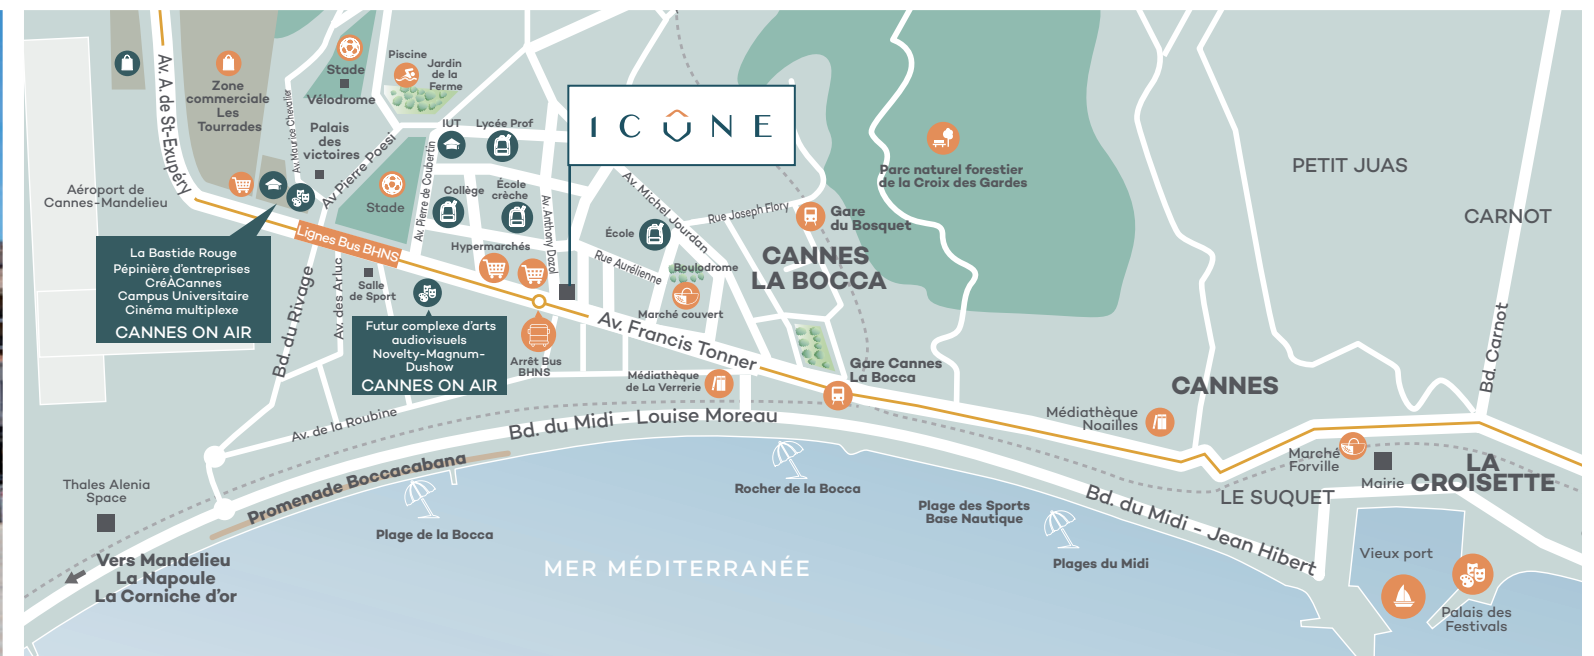 Av. A. de St-Exupéry
Zone
commerciale
Les
Tourrades
Av. Maurice Chevalier
Stade
Vélodrome
Palais
des
victoires
Piscine
Jardin
de la
Ferme
Av Pierre Poesi
Stade
IUT
Lycée Prof
Av. Pierre de Coubertin
Collège
École
crèche
Av. Anthony Dozol
Hypermarchés
ICÔNE
Aéroport de
Cannes-Mandelieu
La Bastide Rouge
Pépinière d'entreprises
CréÀCannes
Campus Universitaire
Cinéma multiplexe
CANNES ON AIR
Lignes Bus BHNS
Bd. du Rivage
Av. des Arluc
Salle
de Sport
Futur complexe d'arts
audiovisuels
Novelty-Magnum-
Dushow
CANNES ON AIR
Arrêt Bus
BHNS
Av. Michel Jourdan
École
Rue Aurélienne
Rue Joseph Flory
Boulodrome
Marché couvert
Gare
du Bosquet
CANNES
LA BOCCA
Parc naturel forestier
de la Croix des Gardes
PETIT JUAS
CARNOT
Bd. Carnot
Av. Francis Tonner
Médiathèque
de La Verrerie
Gare Cannes
La Bocca
CANNES
Médiathèque
Noailles
Marché
Forville
Mairie
LA
CROISETTE
LE SUQUET
Av. de la Roubine
Bd. du Midi - Louise Moreau
Promenade Boccacabana
Thales Alenia
Space
Vers Mandelieu
La Napoule
La Corniche d'or
Plage de la Bocca
Rocher de la Bocca
Plage des Sports
Base Nautique
Plages du Midi
Bd. du Midi - Jean Hibert
MER MÉDITERRANÉE
Vieux port
Palais des
Festivals